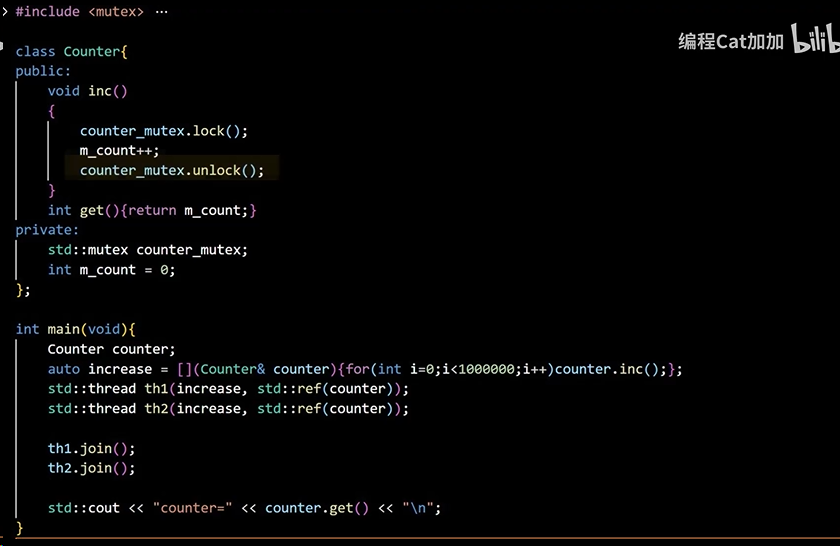 #include <mutex> ...
编程Cat加加
class Counter{
public:
    void inc()
    {
        counter_mutex.lock();
        m_count++;
        counter_mutex.unlock();
    }
    int get(){return m_count;}
private:
    std::mutex counter_mutex;
    int m_count = 0;
};
int main(void){
    Counter counter;
    auto increase = [](Counter& counter){for(int i=0;i<1000000;i++)counter.inc();};
    std::thread th1(increase, std::ref(counter));
    std::thread th2(increase, std::ref(counter));
    th1.join();
    th2.join();
    std::cout << "counter=" << counter.get() << "\n";
}